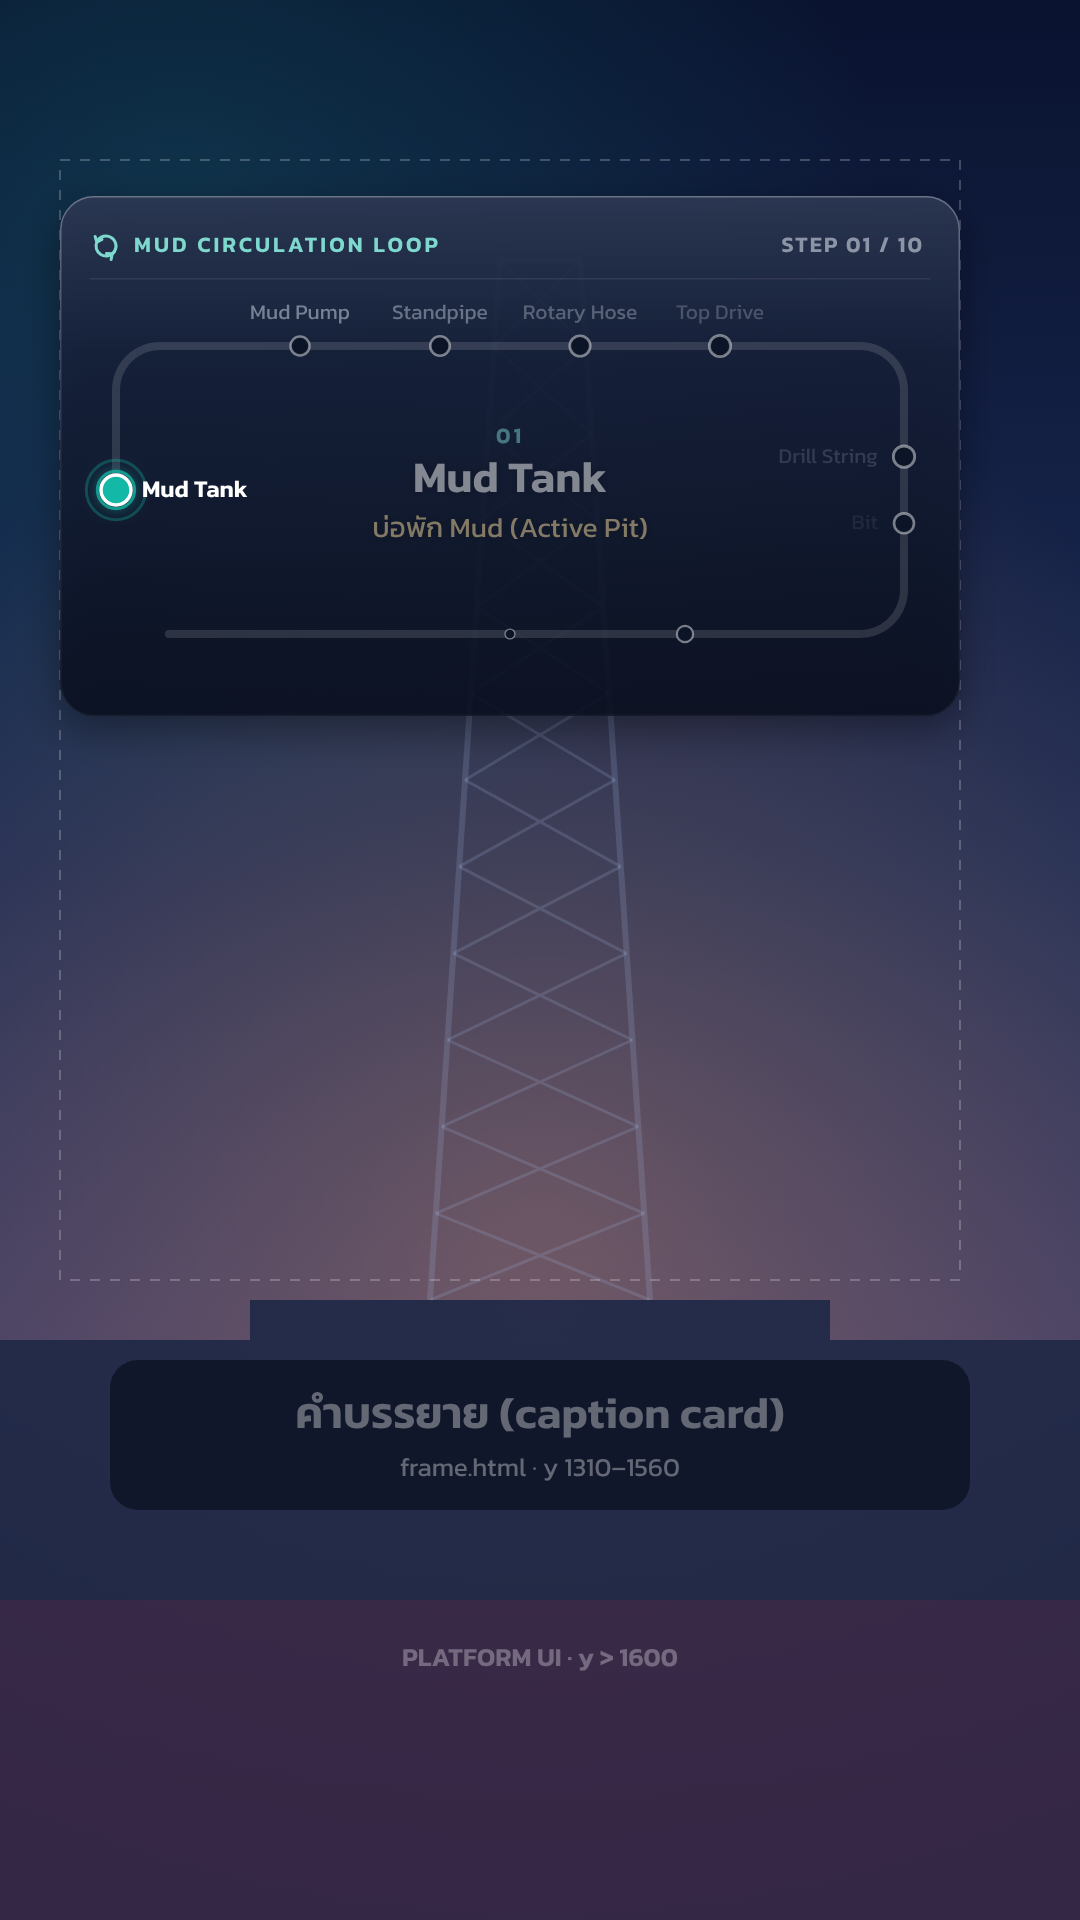 MUD CIRCULATION LOOP
STEP 01 / 10
Mud Pump
Standpipe
Rotary Hose
Top Drive
01
Mud Tank
บ่อพัก Mud (Active Pit)
Mud Tank
Drill String
Bit
คำบรรยาย (caption card)
frame.html · y 1310–1560
PLATFORM UI · y > 1600